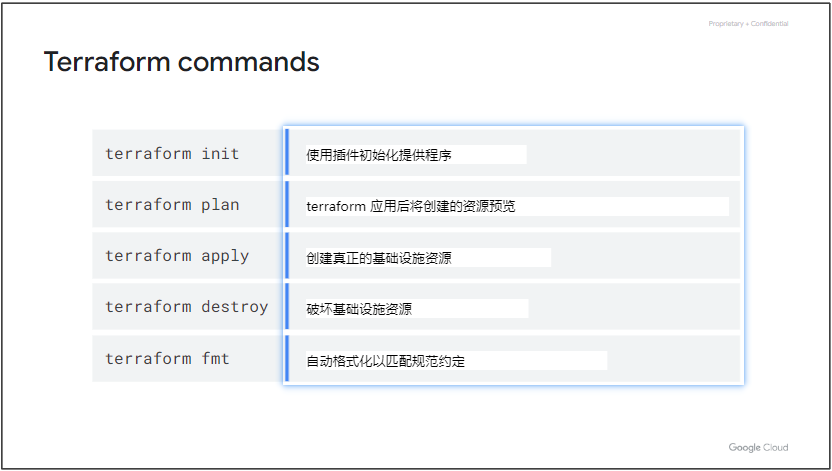 Proprietary + Confidential
Terraform commands
terraform init 使用插件初始化提供程序
terraform plan terraform 应用后将创建的资源预览
terraform apply 创建真正的基础设施资源
terraform destroy 破坏基础设施资源
terraform fmt 自动格式化以匹配规范约定
Google Cloud